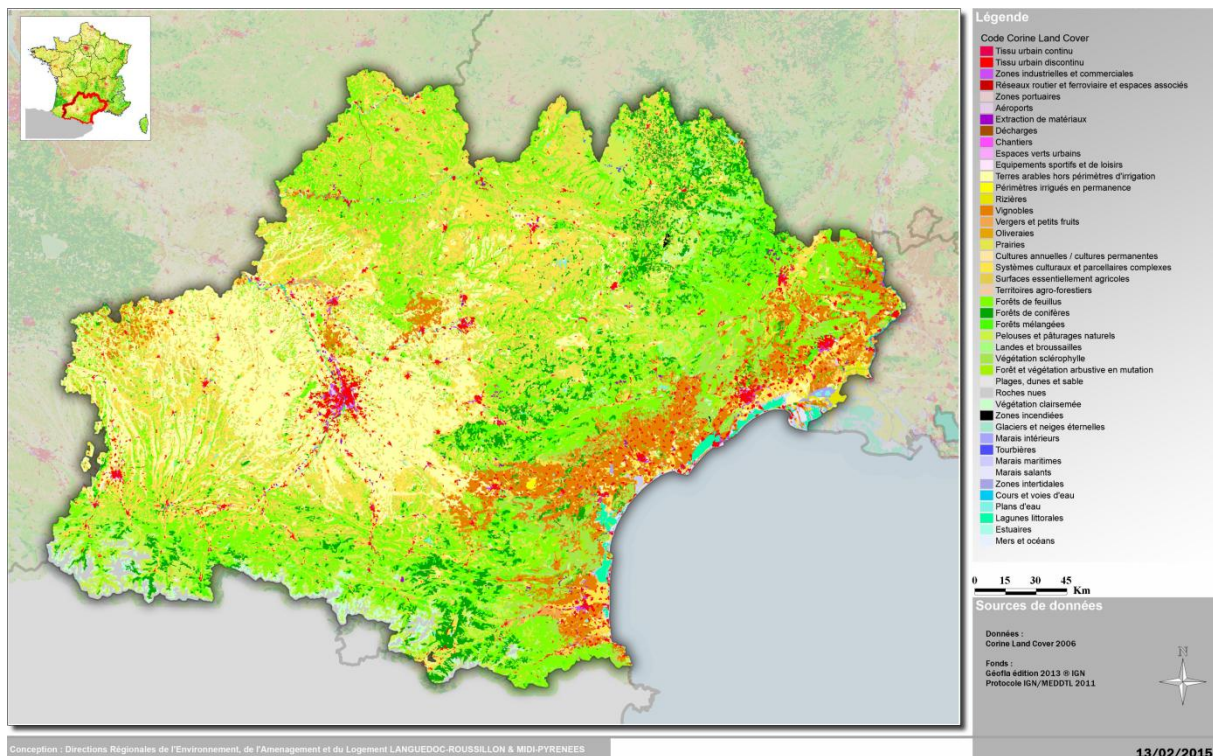 Légende
Code Corine Land Cover
Tissu urbain continu
Tissu urbain discontinu
Zones industrielles et commerciales
Réseaux routier et ferroviaire et espaces associés
Zones portuaires
Aéroports
Extraction de matériaux
Décharges
Chantiers
Espaces verts urbains
Equipements sportifs et de loisirs
Terres arables hors périmètres d'irrigation
Périmètres irrigués en permanence
Rizières
Vignobles
Vergers et petits fruits
Oliveraies
Prairies
Cultures annuelles / cultures permanentes
Systèmes culturaux et parcellaires complexes
Surfaces essentiellement agricoles
Territoires agro-forestiers
Forêts de feuillus
Forêts de conifères
Forêts mélangées
Pelouses et pâturages naturels
Landes et broussailles
Végétation sclérophylle
Forêt et végétation arbustive en mutation
Plages, dunes et sable
Roches nues
Végétation clairsemée
Zones incendiées
Glaciers et neiges éternelles
Marais intérieurs
Tourbières
Marais maritimes
Marais salants
Zones intertidales
Cours et voies d'eau
Plans d'eau
Lagunes littorales
Estuaires
Mers et océans
0 15 30 45
Km
Sources de données
Données :
Corine Land Cover 2006
Fonds :
Géofla édition 2013 ® IGN
Protocole IGN/MEDDTL 2011
N
Conception : Directions Régionales de l'Environnement, de l'Amenagement et du Logement LANGUEDOC-ROUSSILLON & MIDI-PYRENEES
13/02/2015